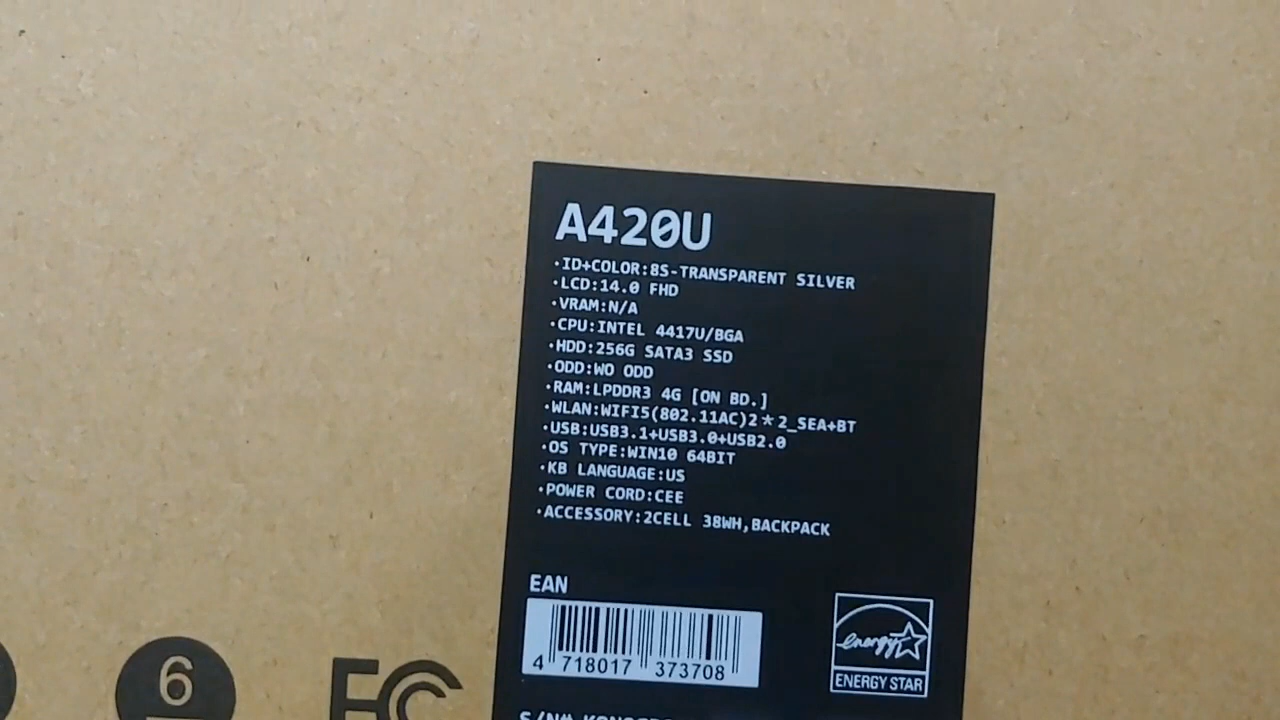 A420U
·ID+COLOR:8S-TRANSPARENT SILVER
·LCD:14.0 FHD
·VRAM:N/A
·CPU:INTEL 4417U/BGA
·HDD:256G SATA3 SSD
·ODD:WO ODD
·RAM:LPDDR3 4G [ON BD.]
·WLAN:WIFI5(802.11AC)2*2_SEA+BT
·USB:USB3.1+USB3.0+USB2.0
·OS TYPE:WIN10 64BIT
·KB LANGUAGE:US
·POWER CORD:CEE
·ACCESSORY:2CELL 38WH,BACKPACK
EAN
4 718017 373708
energy
ENERGY STAR
6
FC
S/N#